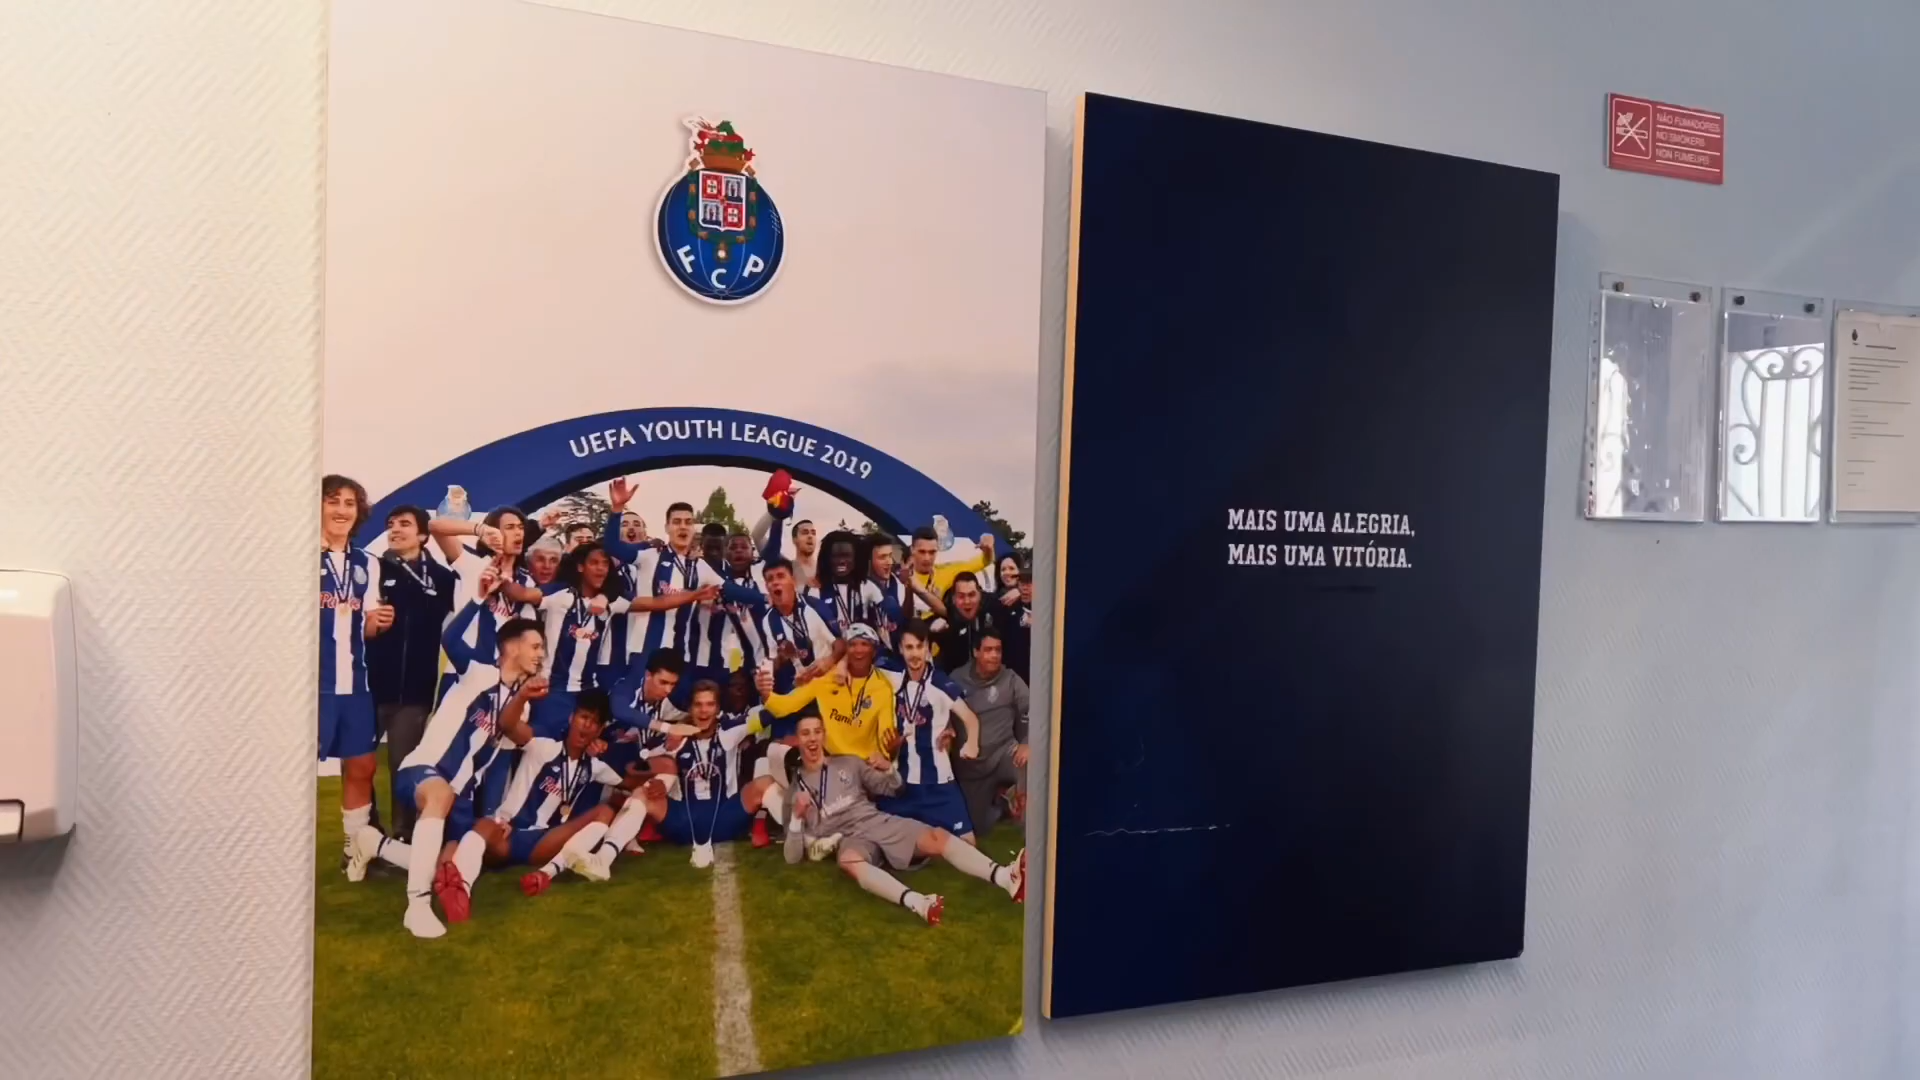 FCP
UEFA YOUTH LEAGUE 2019
MAIS UMA ALEGRIA,
MAIS UMA VITÓRIA.
NÃO FUMADORES
NO SMOKERS
NON FUMEURS